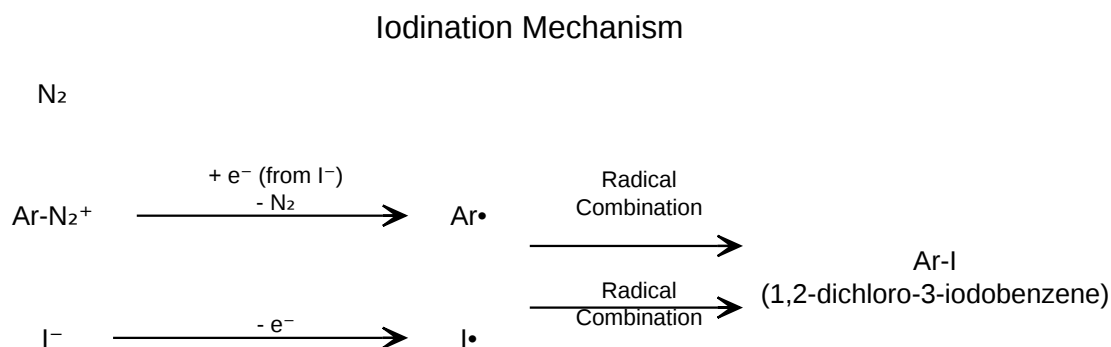 Iodination Mechanism
N₂
+ e⁻ (from I⁻)
- N₂
Ar-N₂⁺
Ar•
Radical
Combination
Ar-I
(1,2-dichloro-3-iodobenzene)
Radical
Combination
- e⁻
I⁻
I•